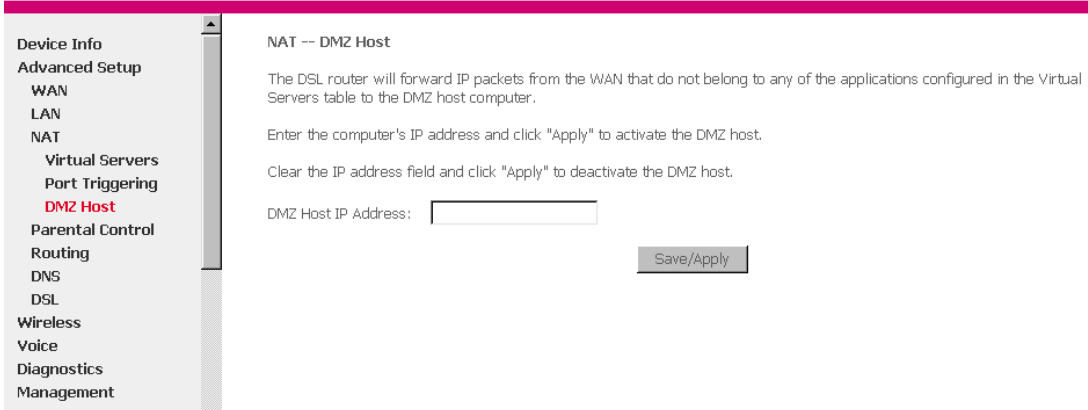 Device Info
Advanced Setup
WAN
LAN
NAT
Virtual Servers
Port Triggering
DMZ Host
Parental Control
Routing
DNS
DSL
Wireless
Voice
Diagnostics
Management
NAT -- DMZ Host
The DSL router will forward IP packets from the WAN that do not belong to any of the applications configured in the Virtual
Servers table to the DMZ host computer.
Enter the computer's IP address and click "Apply" to activate the DMZ host.
Clear the IP address field and click "Apply" to deactivate the DMZ host.
DMZ Host IP Address:
Save/Apply